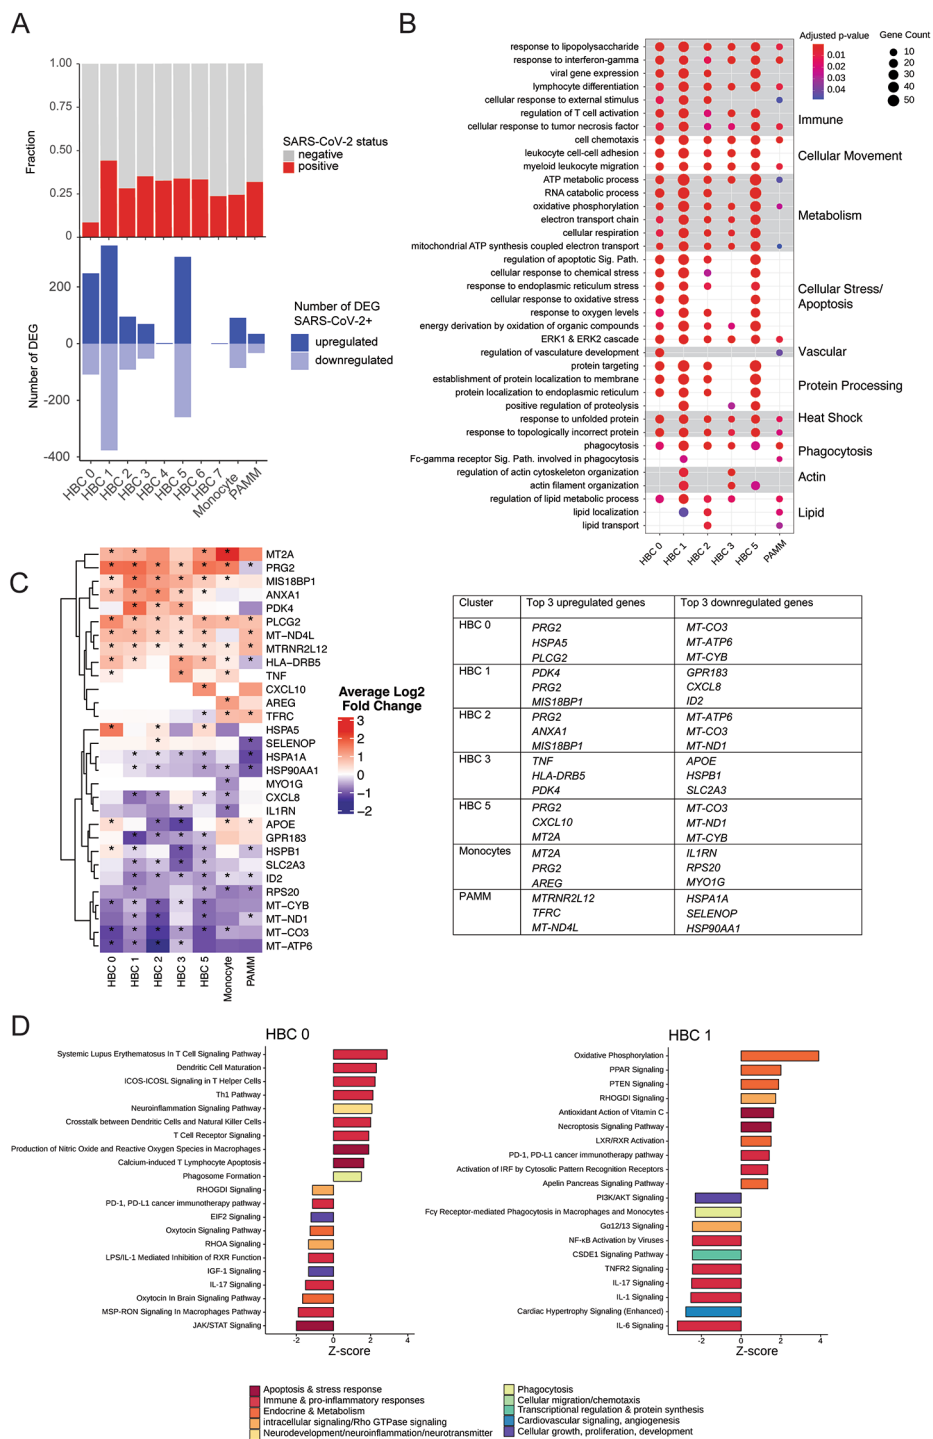 A
1.00
0.75
0.50
0.25
0
Fraction
SARS-CoV-2 status
negative
positive
200
0
-200
-400
Number of DEG
Number of DEG
SARS-CoV-2+
upregulated
downregulated
HBC 0
HBC 1
HBC 2
HBC 3
HBC 4
HBC 5
HBC 6
HBC 7
Monocyte
PAMM
B
response to lipopolysaccharide
response to interferon-gamma
viral gene expression
lymphocyte differentiation
cellular response to external stimulus
regulation of T cell activation
cellular response to tumor necrosis factor
cell chemotaxis
leukocyte cell-cell adhesion
myeloid leukocyte migration
ATP metabolic process
RNA catabolic process
oxidative phosphorylation
electron transport chain
cellular respiration
mitochondrial ATP synthesis coupled electron transport
regulation of apoptotic Sig. Path.
cellular response to chemical stress
response to endoplasmic reticulum stress
cellular response to oxidative stress
response to oxygen levels
energy derivation by oxidation of organic compounds
ERK1 & ERK2 cascade
regulation of vasculature development
protein targeting
establishment of protein localization to membrane
protein localization to endoplasmic reticulum
positive regulation of proteolysis
response to unfolded protein
response to topologically incorrect protein
phagocytosis
Fc-gamma receptor Sig. Path. involved in phagocytosis
regulation of actin cytoskeleton organization
actin filament organization
regulation of lipid metabolic process
lipid localization
lipid transport
HBC 0
HBC 1
HBC 2
HBC 3
HBC 5
PAMM
Immune
Cellular Movement
Metabolism
Cellular Stress/
Apoptosis
Vascular
Protein Processing
Heat Shock
Phagocytosis
Actin
Lipid
Adjusted p-value
0.01
0.02
0.03
0.04
Gene Count
10
20
30
40
50
C
MT2A
PRG2
MIS18BP1
ANXA1
PDK4
PLCG2
MT-ND4L
MTRNR2L12
HLA-DRB5
TNF
CXCL10
AREG
TFRC
HSPA5
SELENOP
HSPA1A
HSP90AA1
MYO1G
CXCL8
IL1RN
APOE
GPR183
HSPB1
SLC2A3
ID2
RPS20
MT-CYB
MT-ND1
MT-CO3
MT-ATP6
HBC 0
HBC 1
HBC 2
HBC 3
HBC 5
Monocyte
PAMM
Average Log2
Fold Change
3
2
1
0
-1
-2
Cluster Top 3 upregulated genes Top 3 downregulated genes
HBC 0 PRG2 MT-CO3
HSPA5 MT-ATP6
PLCG2 MT-CYB
HBC 1 PDK4 GPR183
PRG2 CXCL8
MIS18BP1 ID2
HBC 2 PRG2 MT-ATP6
ANXA1 MT-CO3
MIS18BP1 MT-ND1
HBC 3 TNF APOE
HLA-DRB5 HSPB1
PDK4 SLC2A3
HBC 5 PRG2 MT-CO3
CXCL10 MT-ND1
MT2A MT-CYB
Monocytes MT2A IL1RN
PRG2 RPS20
AREG MYO1G
PAMM MTRNR2L12 HSPA1A
TFRC SELENOP
MT-ND4L HSP90AA1
D
HBC 0
Systemic Lupus Erythematosus In T Cell Signaling Pathway
Dendritic Cell Maturation
ICOS-ICOSL Signaling in T Helper Cells
Th1 Pathway
Neuroinflammation Signaling Pathway
Crosstalk between Dendritic Cells and Natural Killer Cells
T Cell Receptor Signaling
Production of Nitric Oxide and Reactive Oxygen Species in Macrophages
Calcium-induced T Lymphocyte Apoptosis
Phagosome Formation
RHOGDI Signaling
PD-1, PD-L1 cancer immunotherapy pathway
EIF2 Signaling
Oxytocin Signaling Pathway
RHOA Signaling
LPS/IL-1 Mediated Inhibition of RXR Function
IGF-1 Signaling
IL-17 Signaling
Oxytocin In Brain Signaling Pathway
MSP-RON Signaling In Macrophages Pathway
JAK/STAT Signaling
-2 0 2 4
Z-score
HBC 1
Oxidative Phosphorylation
PPAR Signaling
PTEN Signaling
RHOGDI Signaling
Antioxidant Action of Vitamin C
Necroptosis Signaling Pathway
LXR/RXR Activation
PD-1, PD-L1 cancer immunotherapy pathway
Activation of IRF by Cytosolic Pattern Recognition Receptors
Apelin Pancreas Signaling Pathway
PI3K/AKT Signaling
Fcγ Receptor-mediated Phagocytosis in Macrophages and Monocytes
Gα12/13 Signaling
NF-κB Activation by Viruses
CSDE1 Signaling Pathway
TNFR2 Signaling
IL-17 Signaling
IL-1 Signaling
Cardiac Hypertrophy Signaling (Enhanced)
IL-6 Signaling
-2 0 2 4
Z-score
Apoptosis & stress response
Immune & pro-inflammatory responses
Endocrine & Metabolism
intracellular signaling/Rho GTPase signaling
Neurodevelopment/neuroinflammation/neurotransmitter
Phagocytosis
Cellular migration/chemotaxis
Transcriptional regulation & protein synthesis
Cardiovascular signaling, angiogenesis
Cellular growth, proliferation, development